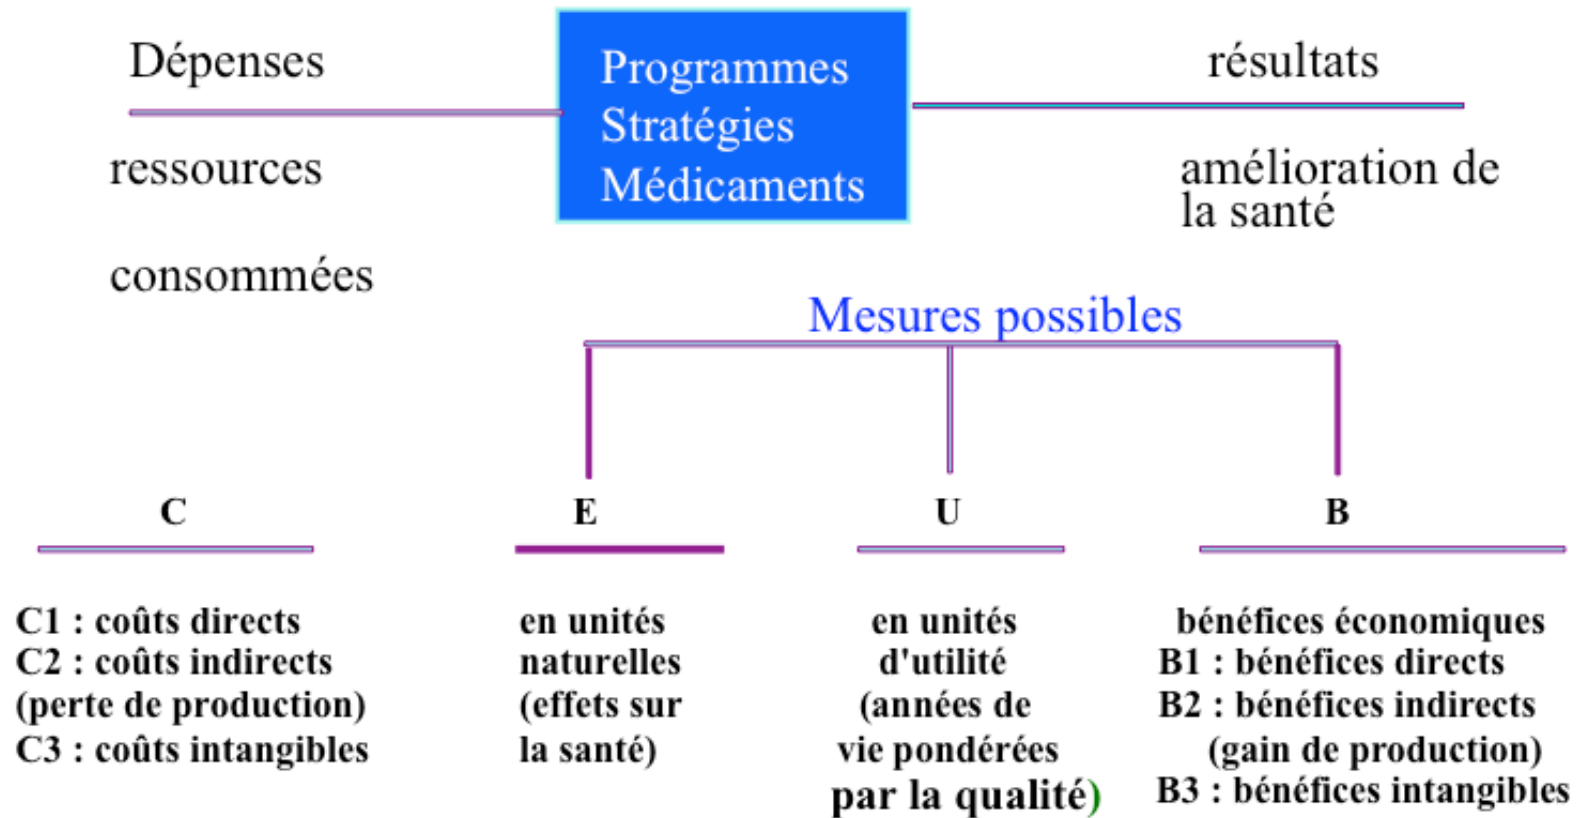 Dépenses
ressources
consommées
Programmes
Stratégies
Médicaments
résultats
amélioration de
la santé
Mesures possibles
C
C1 : coûts directs
C2 : coûts indirects
(perte de production)
C3 : coûts intangibles
E
en unités
naturelles
(effets sur
la santé)
U
en unités
d'utilité
(années de
vie pondérées
par la qualité)
B
bénéfices économiques
B1 : bénéfices directs
B2 : bénéfices indirects
(gain de production)
B3 : bénéfices intangibles